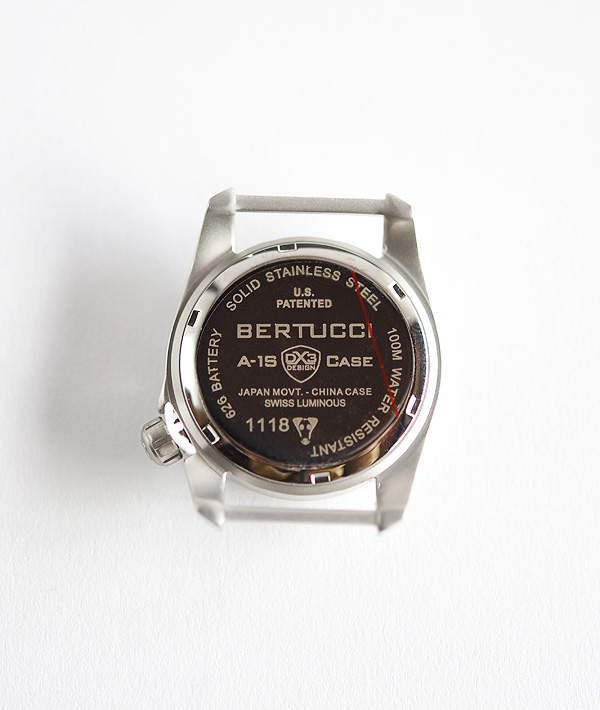 SOLID STAINLESS STEEL
U.S.
PATENTED
BERTUCCI
A-1S DX3 DESIGN CASE
JAPAN MOVT. - CHINA CASE
SWISS LUMINOUS
1118
100M WATER RESISTANT
626 BATTERY